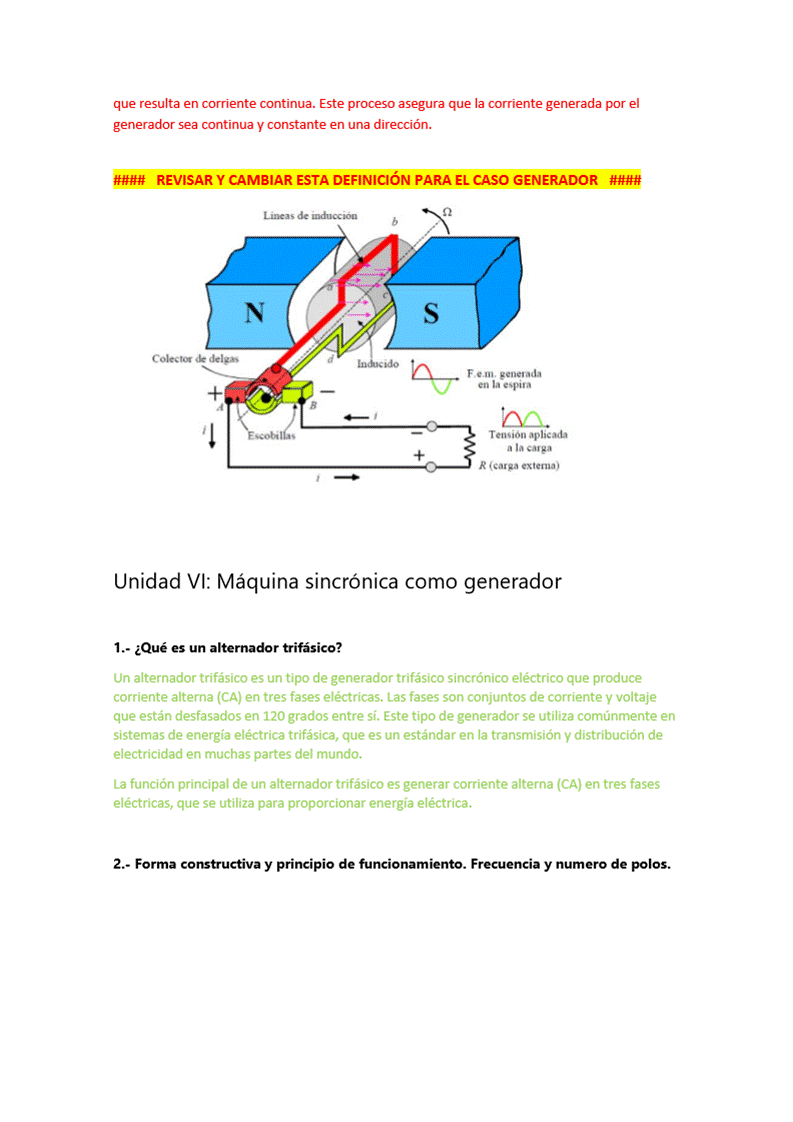 que resulta en corriente continua. Este proceso asegura que la corriente generada por el
generador sea continua y constante en una dirección.
#### REVISAR Y CAMBIAR ESTA DEFINICIÓN PARA EL CASO GENERADOR ####
Líneas de inducción
b
Ω
a
N
c
S
d
Inducido
Colector de delgas
F.e.m. generada
en la espira
+
−
A
B
i
i
Escobillas
−
+
Tensión aplicada
a la carga
R (carga externa)
i
Unidad VI: Máquina sincrónica como generador
1.- ¿Qué es un alternador trifásico?
Un alternador trifásico es un tipo de generador trifásico sincrónico eléctrico que produce
corriente alterna (CA) en tres fases eléctricas. Las fases son conjuntos de corriente y voltaje
que están desfasados en 120 grados entre sí. Este tipo de generador se utiliza comúnmente en
sistemas de energía eléctrica trifásica, que es un estándar en la transmisión y distribución de
electricidad en muchas partes del mundo.
La función principal de un alternador trifásico es generar corriente alterna (CA) en tres fases
eléctricas, que se utiliza para proporcionar energía eléctrica.
2.- Forma constructiva y principio de funcionamiento. Frecuencia y numero de polos.